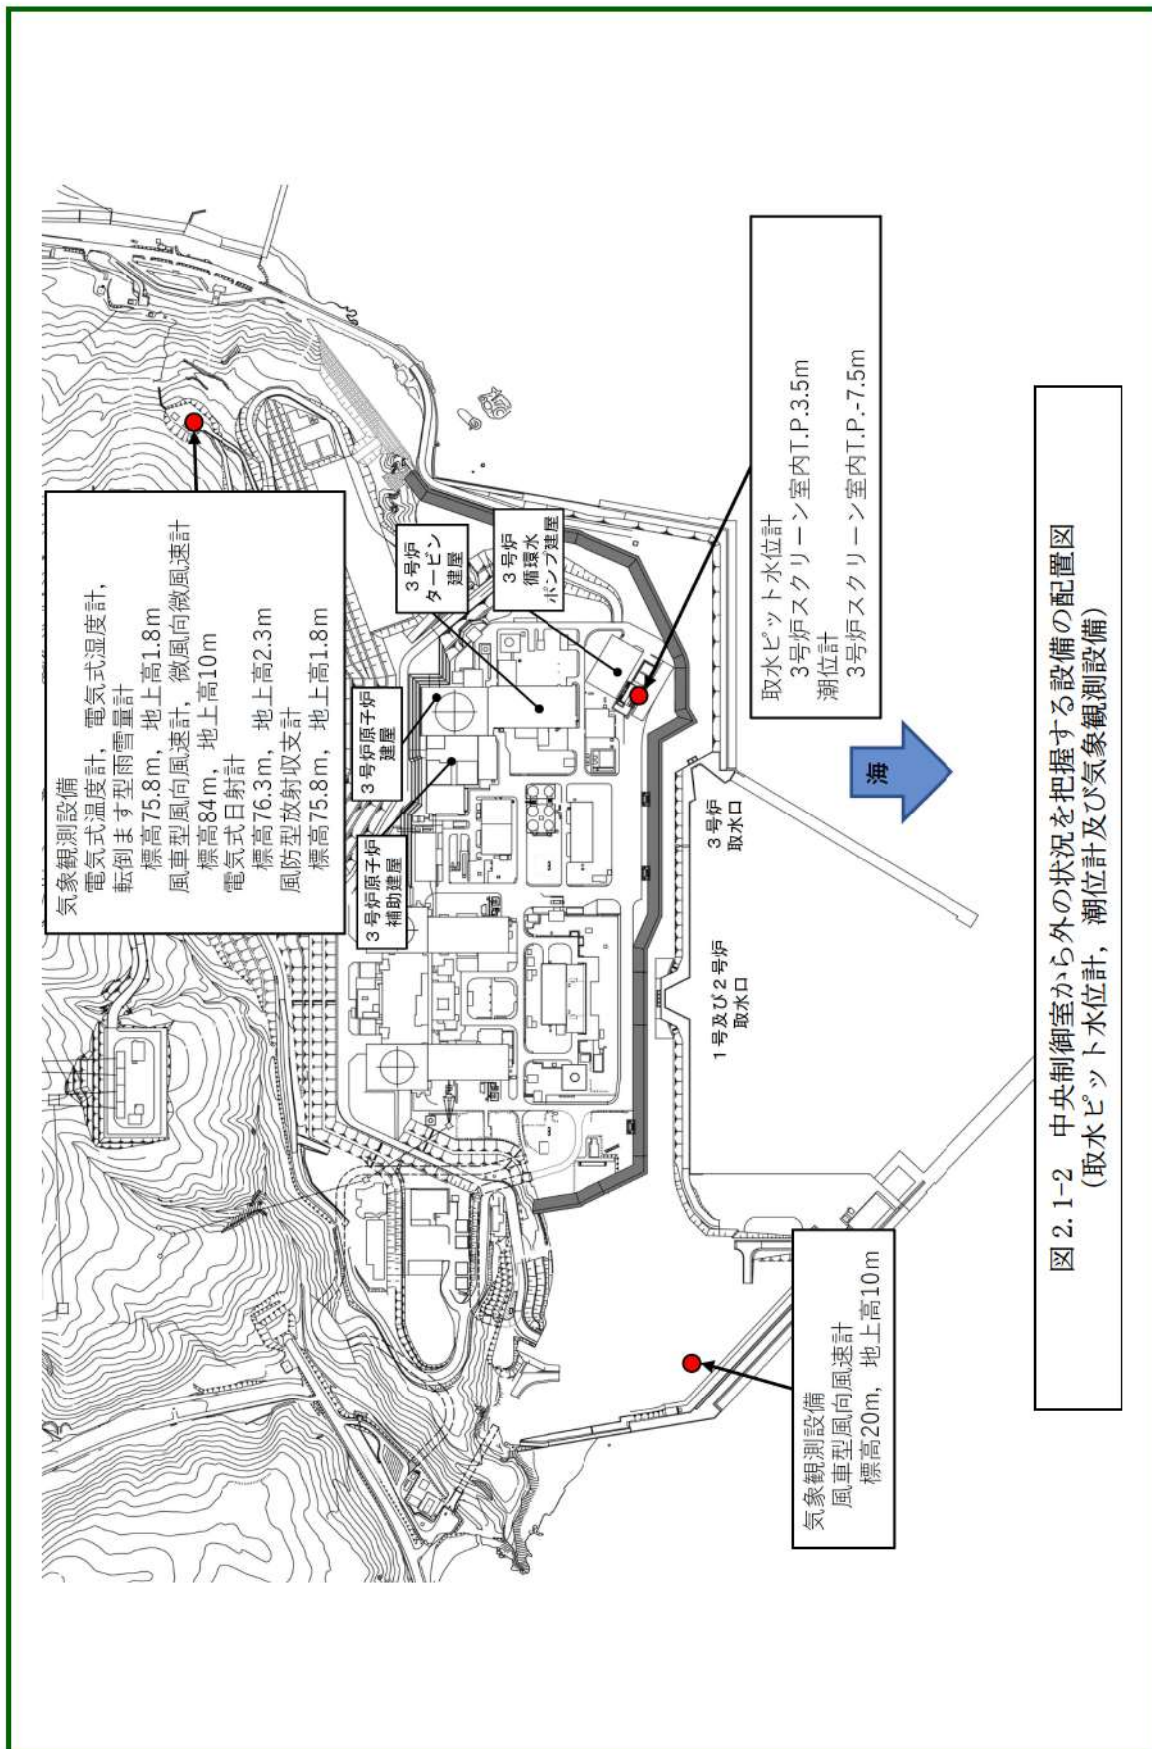 気象観測設備
電気式温度計，電気式湿度計，
転倒ます型雨雪量計
標高75.8m，地上高1.8m
風車型風向風速計，微風向微風速計
標高84m，地上高10m
電気式日射計
標高76.3m，地上高2.3m
風防型放射収支計
標高75.8m，地上高1.8m
3号炉原子炉
建屋
3号炉
タービン
建屋
3号炉
循環水
ポンプ建屋
3号炉原子炉
補助建屋
取水ピット水位計
3号炉スクリーン室内T.P.3.5m
潮位計
3号炉スクリーン室内T.P.-7.5m
3号炉
取水口
1号及び2号炉
取水口
海
気象観測設備
風車型風向風速計
標高20m，地上高10m
図 2.1-2　中央制御室から外の状況を把握する設備の配置図
(取水ピット水位計，潮位計及び気象観測設備)